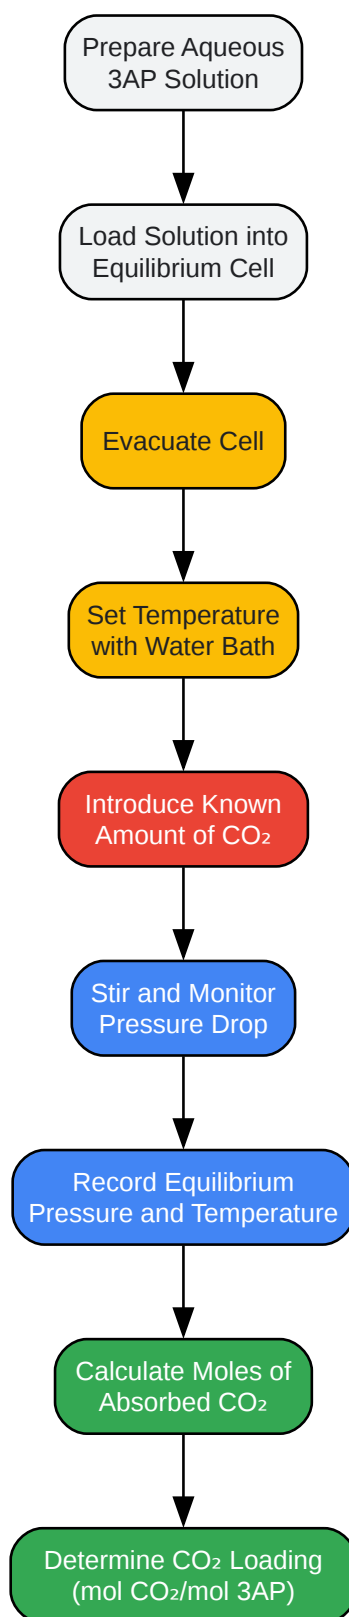 Prepare Aqueous
3AP Solution
Load Solution into
Equilibrium Cell
Evacuate Cell
Set Temperature
with Water Bath
Introduce Known
Amount of CO₂
Stir and Monitor
Pressure Drop
Record Equilibrium
Pressure and Temperature
Calculate Moles of
Absorbed CO₂
Determine CO₂ Loading
(mol CO₂/mol 3AP)